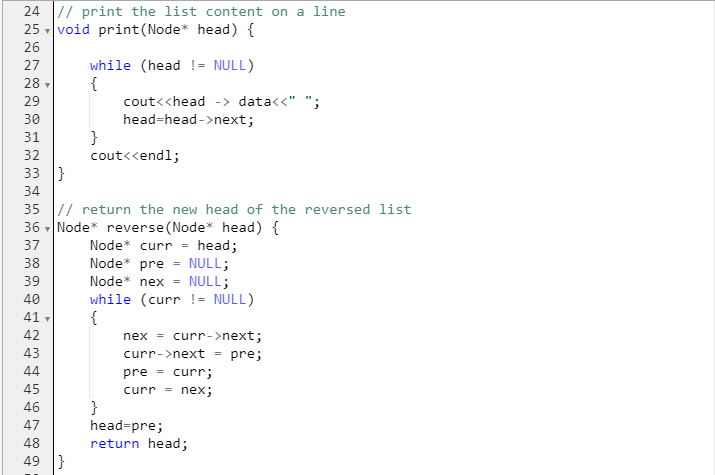 24 // print the list content on a line
25 void print(Node* head) {
26
27     while (head != NULL)
28     {
29         cout<<head -> data<<" ";
30         head=head->next;
31     }
32     cout<<endl;
33 }
34
35 // return the new head of the reversed list
36 Node* reverse(Node* head) {
37     Node* curr = head;
38     Node* pre = NULL;
39     Node* nex = NULL;
40     while (curr != NULL)
41     {
42         nex = curr->next;
43         curr->next = pre;
44         pre = curr;
45         curr = nex;
46     }
47     head=pre;
48     return head;
49 }